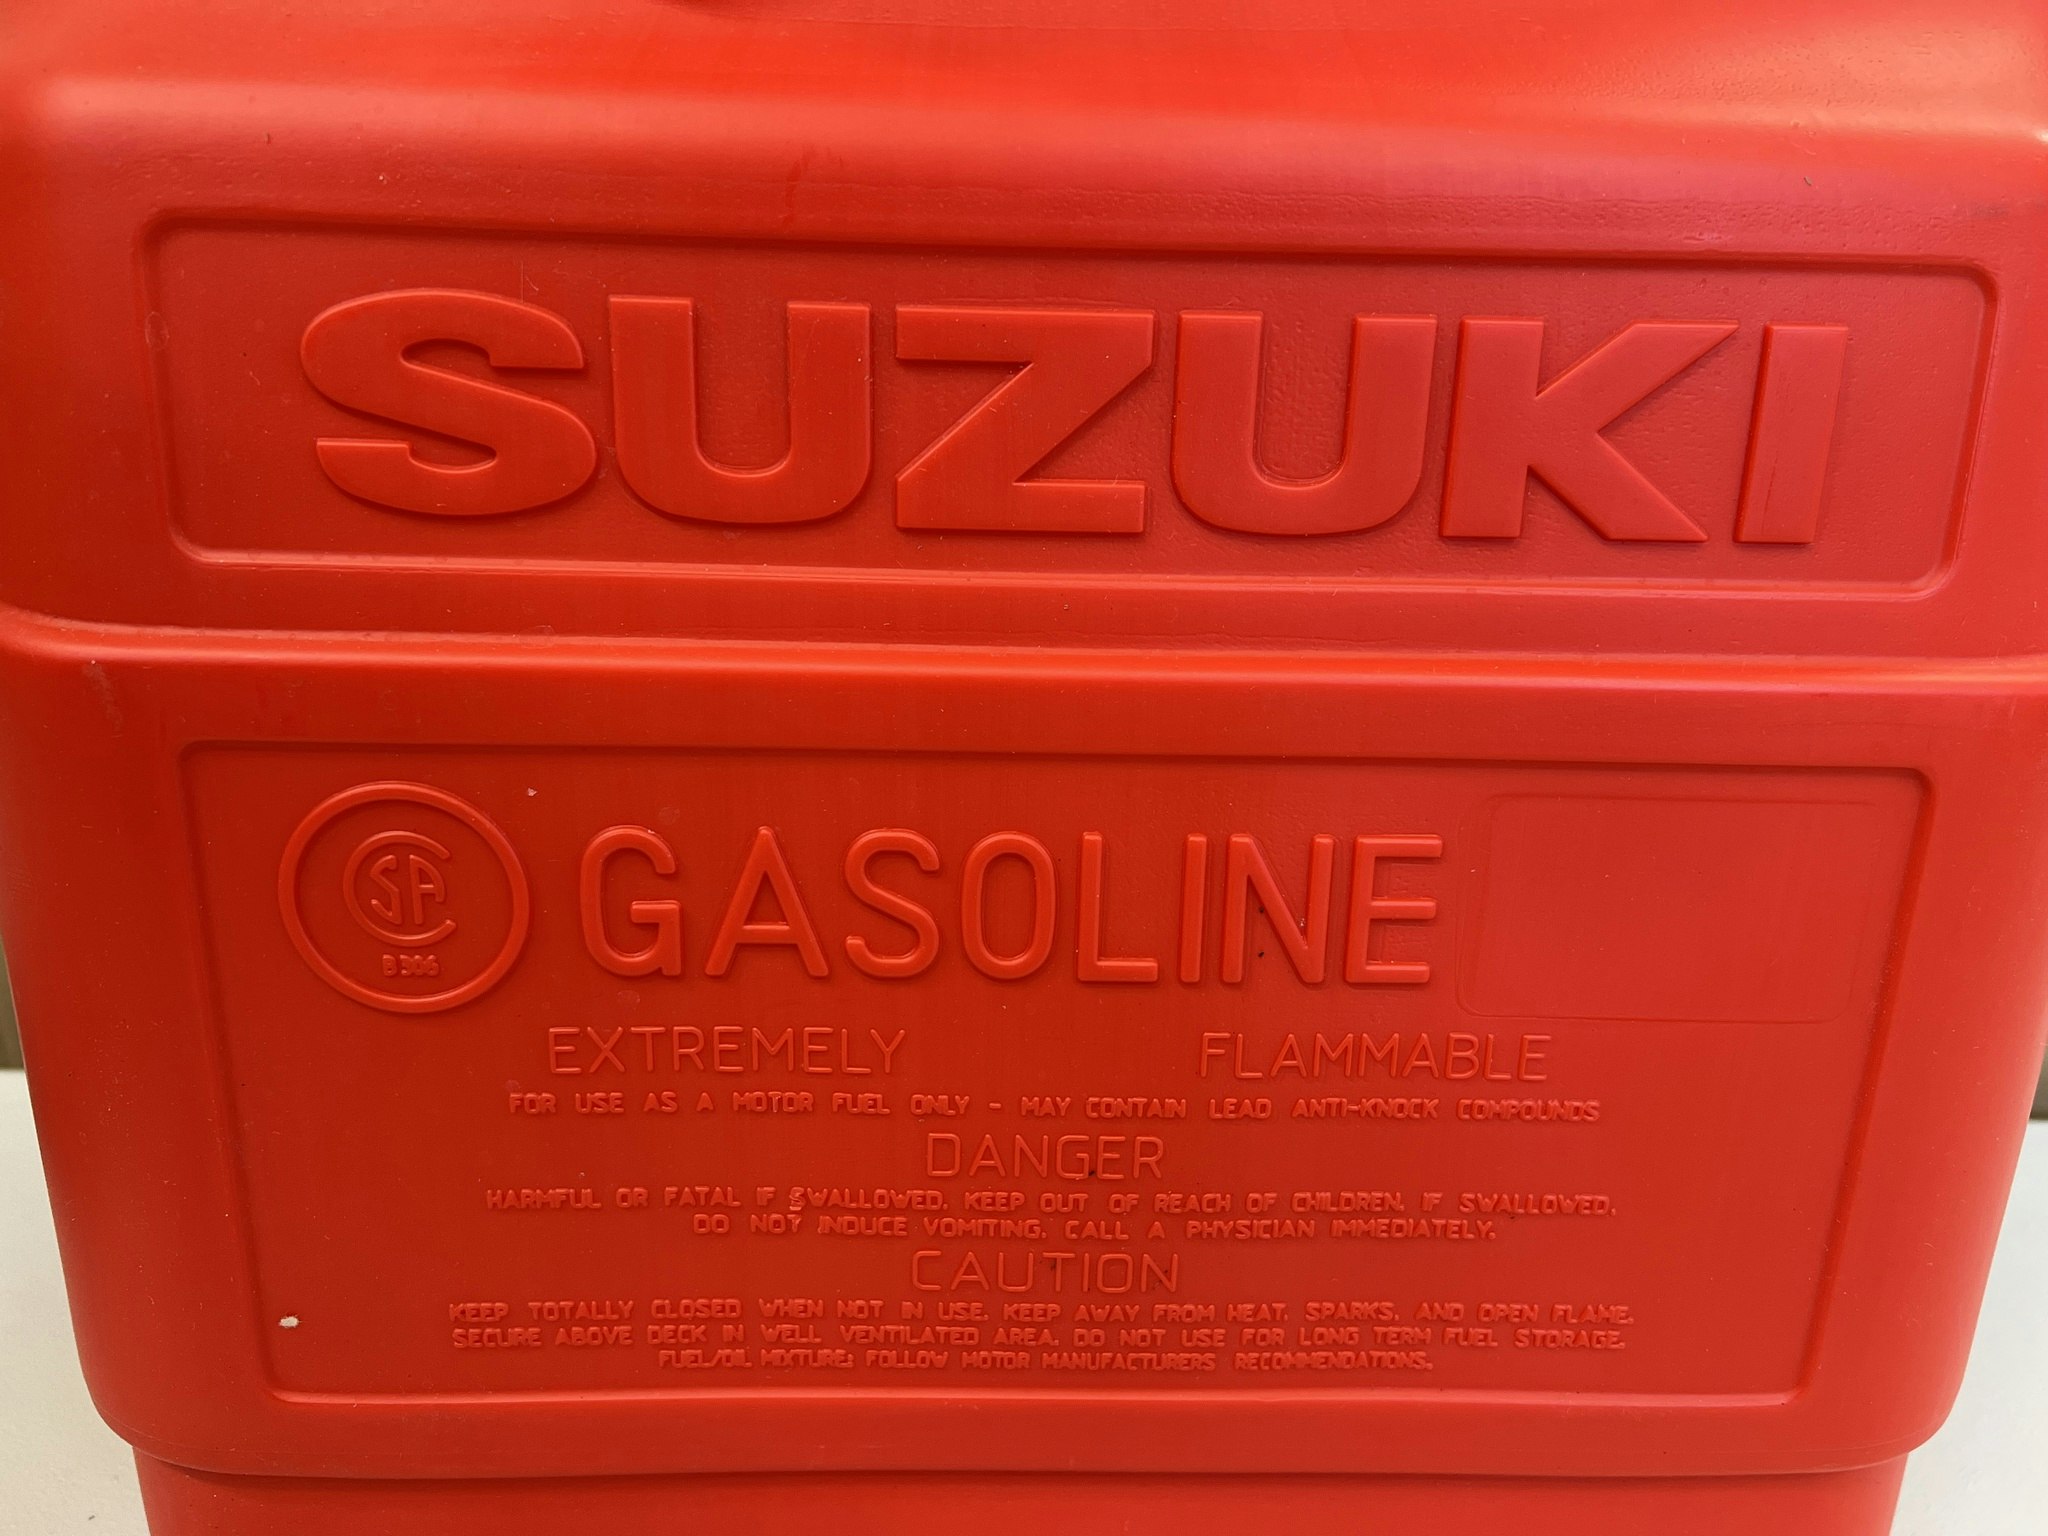 SUZUKI
CSA
B 306
GASOLINE
EXTREMELY FLAMMABLE
FOR USE AS A MOTOR FUEL ONLY - MAY CONTAIN LEAD ANTI-KNOCK COMPOUNDS
DANGER
HARMFUL OR FATAL IF SWALLOWED. KEEP OUT OF REACH OF CHILDREN. IF SWALLOWED,
DO NOT INDUCE VOMITING. CALL A PHYSICIAN IMMEDIATELY.
CAUTION
KEEP TOTALLY CLOSED WHEN NOT IN USE. KEEP AWAY FROM HEAT, SPARKS, AND OPEN FLAME.
SECURE ABOVE DECK IN WELL VENTILATED AREA. DO NOT USE FOR LONG TERM FUEL STORAGE.
FUEL/OIL MIXTURE: FOLLOW MOTOR MANUFACTURERS RECOMMENDATIONS.